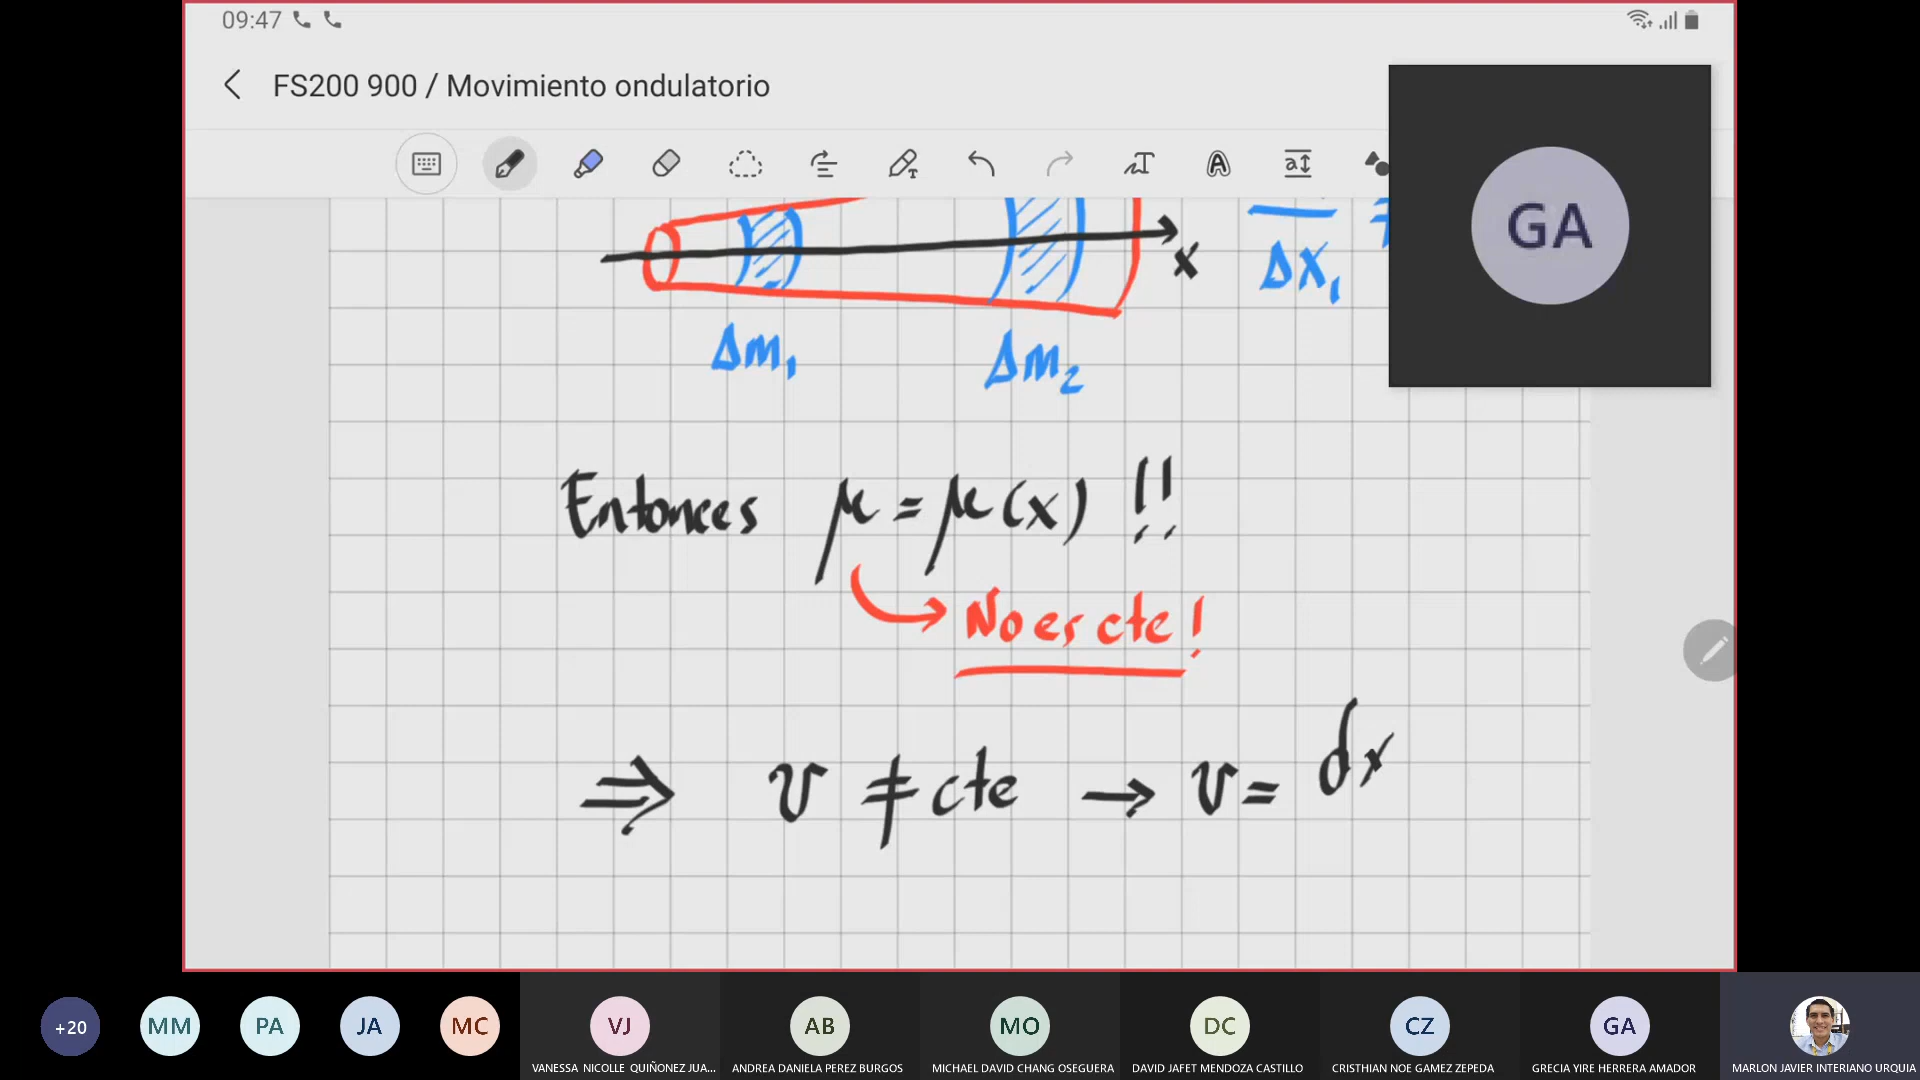 09:47
FS200 900 / Movimiento ondulatorio
GA
x
Δx₁
Δm₁
Δm₂
Entonces μ = μ(x) !!
No es cte!
⇒ v ≠ cte → v = dx
+20
MM
PA
JA
MC
VJ
AB
MO
DC
CZ
GA
VANESSA NICOLLE QUIÑONEZ JUA...
ANDREA DANIELA PEREZ BURGOS
MICHAEL DAVID CHANG OSEGUERA
DAVID JAFET MENDOZA CASTILLO
CRISTHIAN NOE GAMEZ ZEPEDA
GRECIA YIRE HERRERA AMADOR
MARLON JAVIER INTERIANO URQUIA